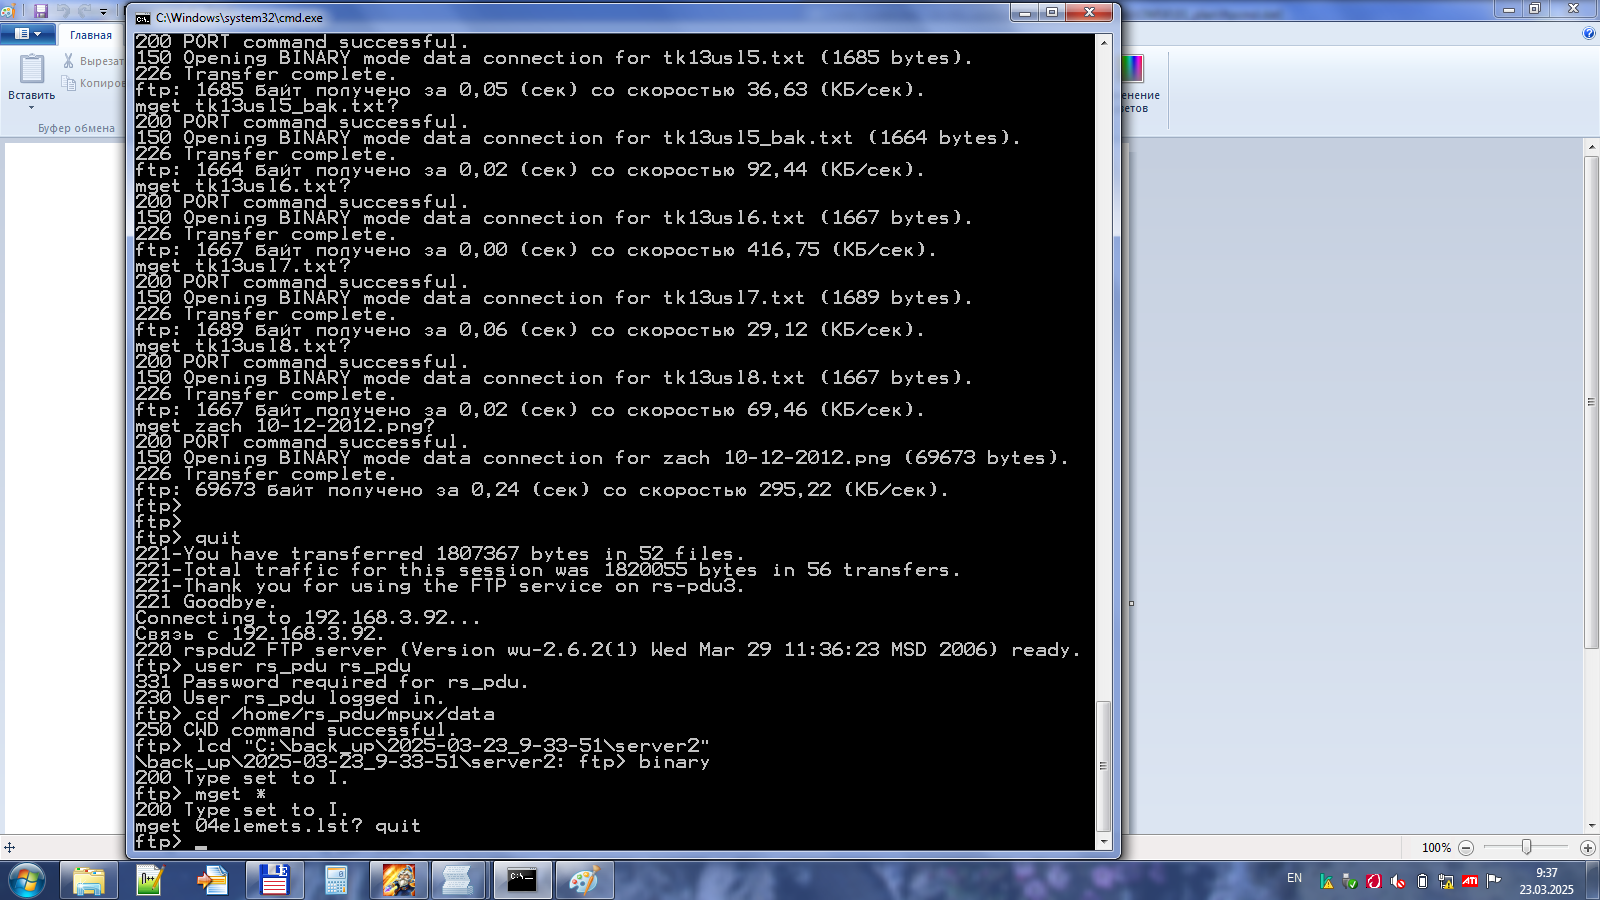 C:\Windows\system32\cmd.exe
Главная
Вставить
Вырезат
Копиров
Буфер обмена
нение
етов
200 PORT command successful.
150 Opening BINARY mode data connection for tk13usl5.txt (1685 bytes).
226 Transfer complete.
ftp: 1685 байт получено за 0,05 (сек) со скоростью 36,63 (КБ/сек).
mget tk13usl5_bak.txt?
200 PORT command successful.
150 Opening BINARY mode data connection for tk13usl5_bak.txt (1664 bytes).
226 Transfer complete.
ftp: 1664 байт получено за 0,02 (сек) со скоростью 92,44 (КБ/сек).
mget tk13usl6.txt?
200 PORT command successful.
150 Opening BINARY mode data connection for tk13usl6.txt (1667 bytes).
226 Transfer complete.
ftp: 1667 байт получено за 0,00 (сек) со скоростью 416,75 (КБ/сек).
mget tk13usl7.txt?
200 PORT command successful.
150 Opening BINARY mode data connection for tk13usl7.txt (1689 bytes).
226 Transfer complete.
ftp: 1689 байт получено за 0,06 (сек) со скоростью 29,12 (КБ/сек).
mget tk13usl8.txt?
200 PORT command successful.
150 Opening BINARY mode data connection for tk13usl8.txt (1667 bytes).
226 Transfer complete.
ftp: 1667 байт получено за 0,02 (сек) со скоростью 69,46 (КБ/сек).
mget zach 10-12-2012.png?
200 PORT command successful.
150 Opening BINARY mode data connection for zach 10-12-2012.png (69673 bytes).
226 Transfer complete.
ftp: 69673 байт получено за 0,24 (сек) со скоростью 295,22 (КБ/сек).
ftp>
ftp>
ftp> quit
221-You have transferred 1807367 bytes in 52 files.
221-Total traffic for this session was 1820055 bytes in 56 transfers.
221-Thank you for using the FTP service on rs-pdu3.
221 Goodbye.
Connecting to 192.168.3.92...
Связь с 192.168.3.92.
220 rspdu2 FTP server (Version wu-2.6.2(1) Wed Mar 29 11:36:23 MSD 2006) ready.
ftp> user rs_pdu rs_pdu
331 Password required for rs_pdu.
230 User rs_pdu logged in.
ftp> cd /home/rs_pdu/mpux/data
250 CWD command successful.
ftp> lcd "C:\back_up\2025-03-23_9-33-51\server2"
\back_up\2025-03-23_9-33-51\server2: ftp> binary
200 Type set to I.
ftp> mget *
200 Type set to I.
mget 04elemets.lst? quit
ftp> _
100%
EN
ATI
9:37
23.03.2025